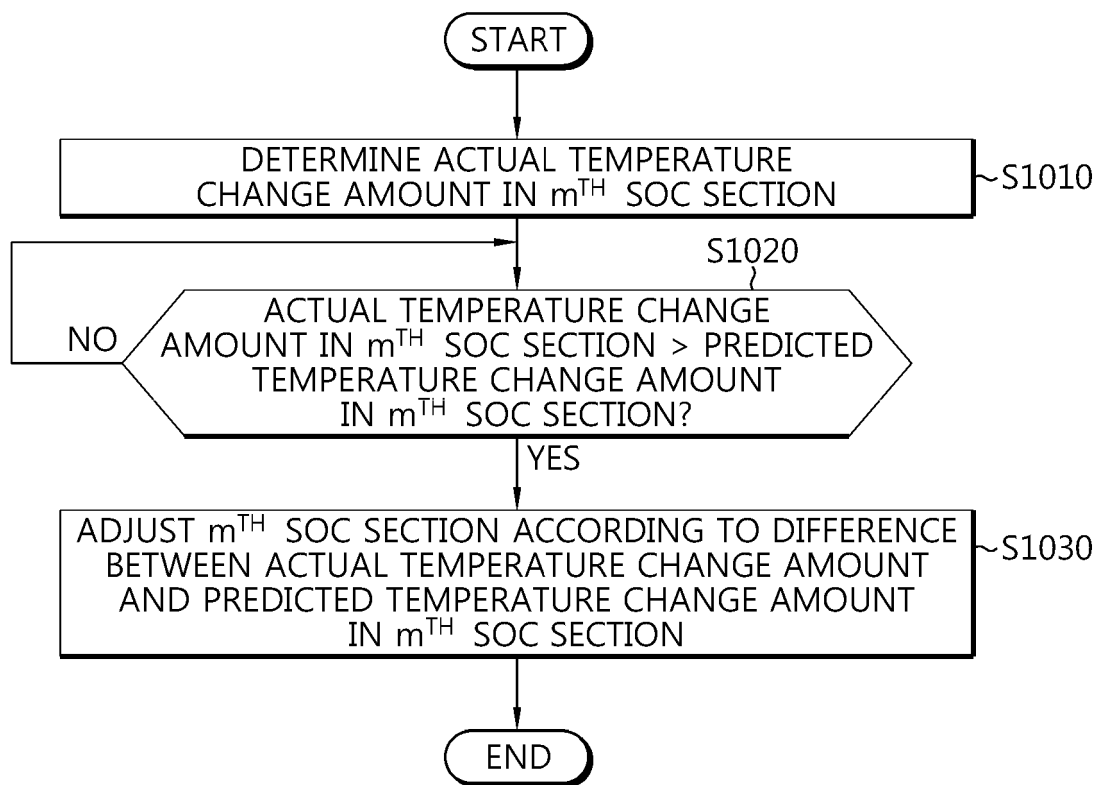 START
DETERMINE ACTUAL TEMPERATURE
CHANGE AMOUNT IN mTH SOC SECTION
S1010
S1020
ACTUAL TEMPERATURE CHANGE
AMOUNT IN mTH SOC SECTION > PREDICTED
TEMPERATURE CHANGE AMOUNT
IN mTH SOC SECTION?
NO
YES
ADJUST mTH SOC SECTION ACCORDING TO DIFFERENCE
BETWEEN ACTUAL TEMPERATURE CHANGE AMOUNT
AND PREDICTED TEMPERATURE CHANGE AMOUNT
IN mTH SOC SECTION
S1030
END